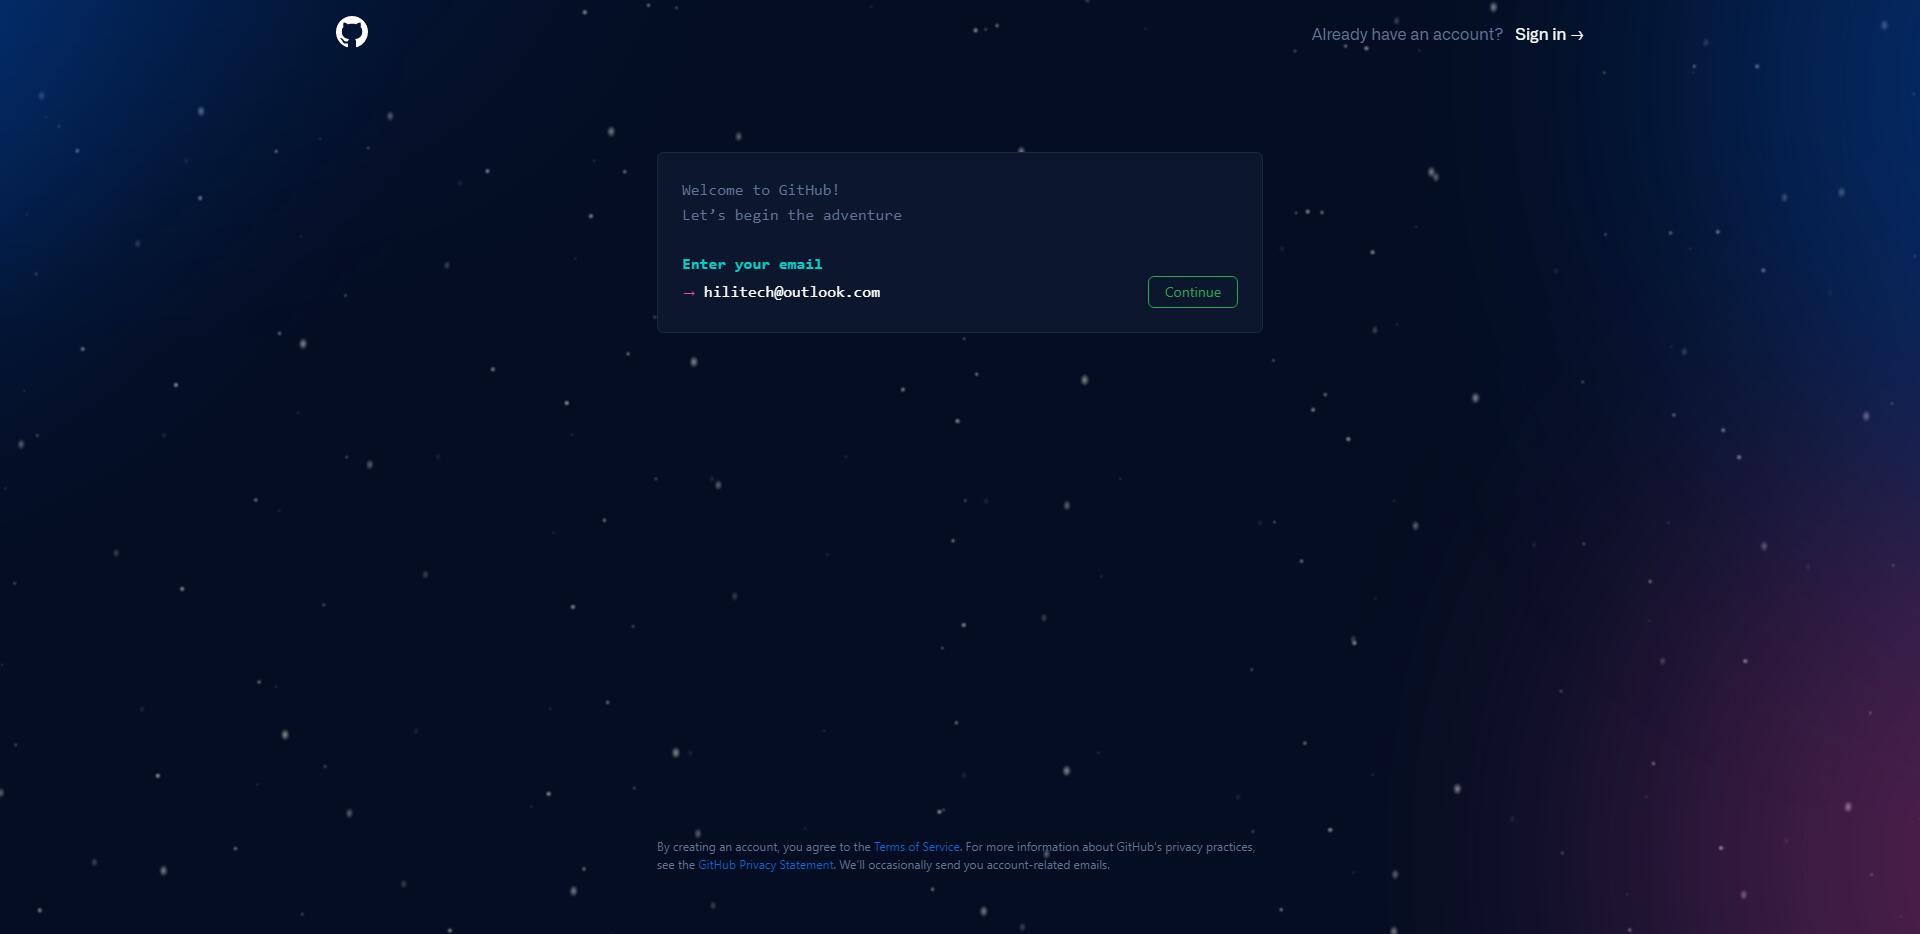 Already have an account? Sign in →
Welcome to GitHub!
Let’s begin the adventure
Enter your email
→ hilitech@outlook.com
Continue
By creating an account, you agree to the Terms of Service. For more information about GitHub's privacy practices,
see the GitHub Privacy Statement. We'll occasionally send you account-related emails.